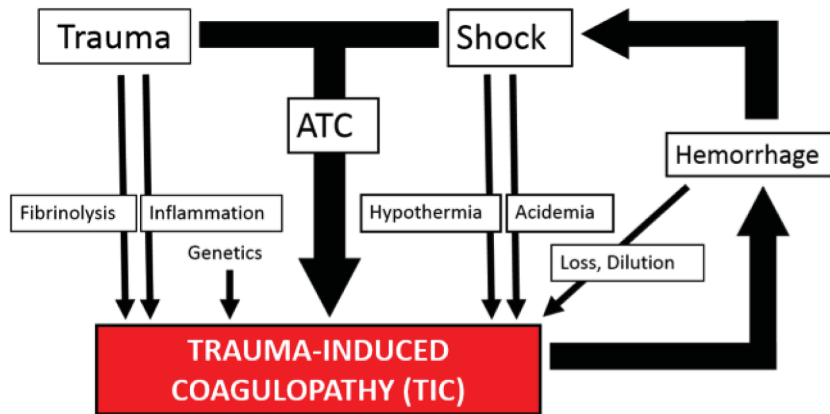 Trauma
Shock
ATC
Hemorrhage
Fibrinolysis
Inflammation
Hypothermia
Acidemia
Genetics
Loss, Dilution
TRAUMA-INDUCED
COAGULOPATHY (TIC)